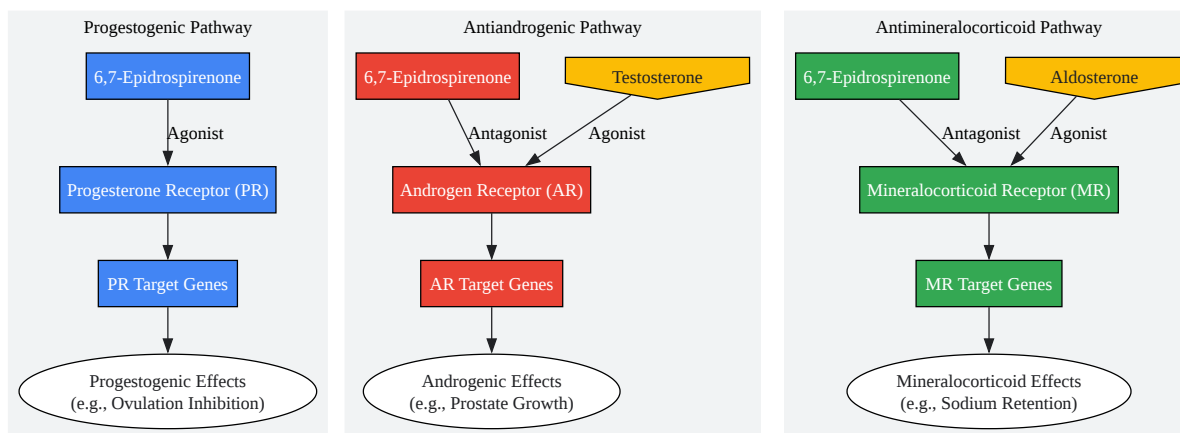 Progestogenic Pathway
6,7-Epidrospirenone
Agonist
Progesterone Receptor (PR)
PR Target Genes
Progestogenic Effects
(e.g., Ovulation Inhibition)
Antiandrogenic Pathway
6,7-Epidrospirenone
Testosterone
Antagonist
Agonist
Androgen Receptor (AR)
AR Target Genes
Androgenic Effects
(e.g., Prostate Growth)
Antimineralocorticoid Pathway
6,7-Epidrospirenone
Aldosterone
Antagonist
Agonist
Mineralocorticoid Receptor (MR)
MR Target Genes
Mineralocorticoid Effects
(e.g., Sodium Retention)